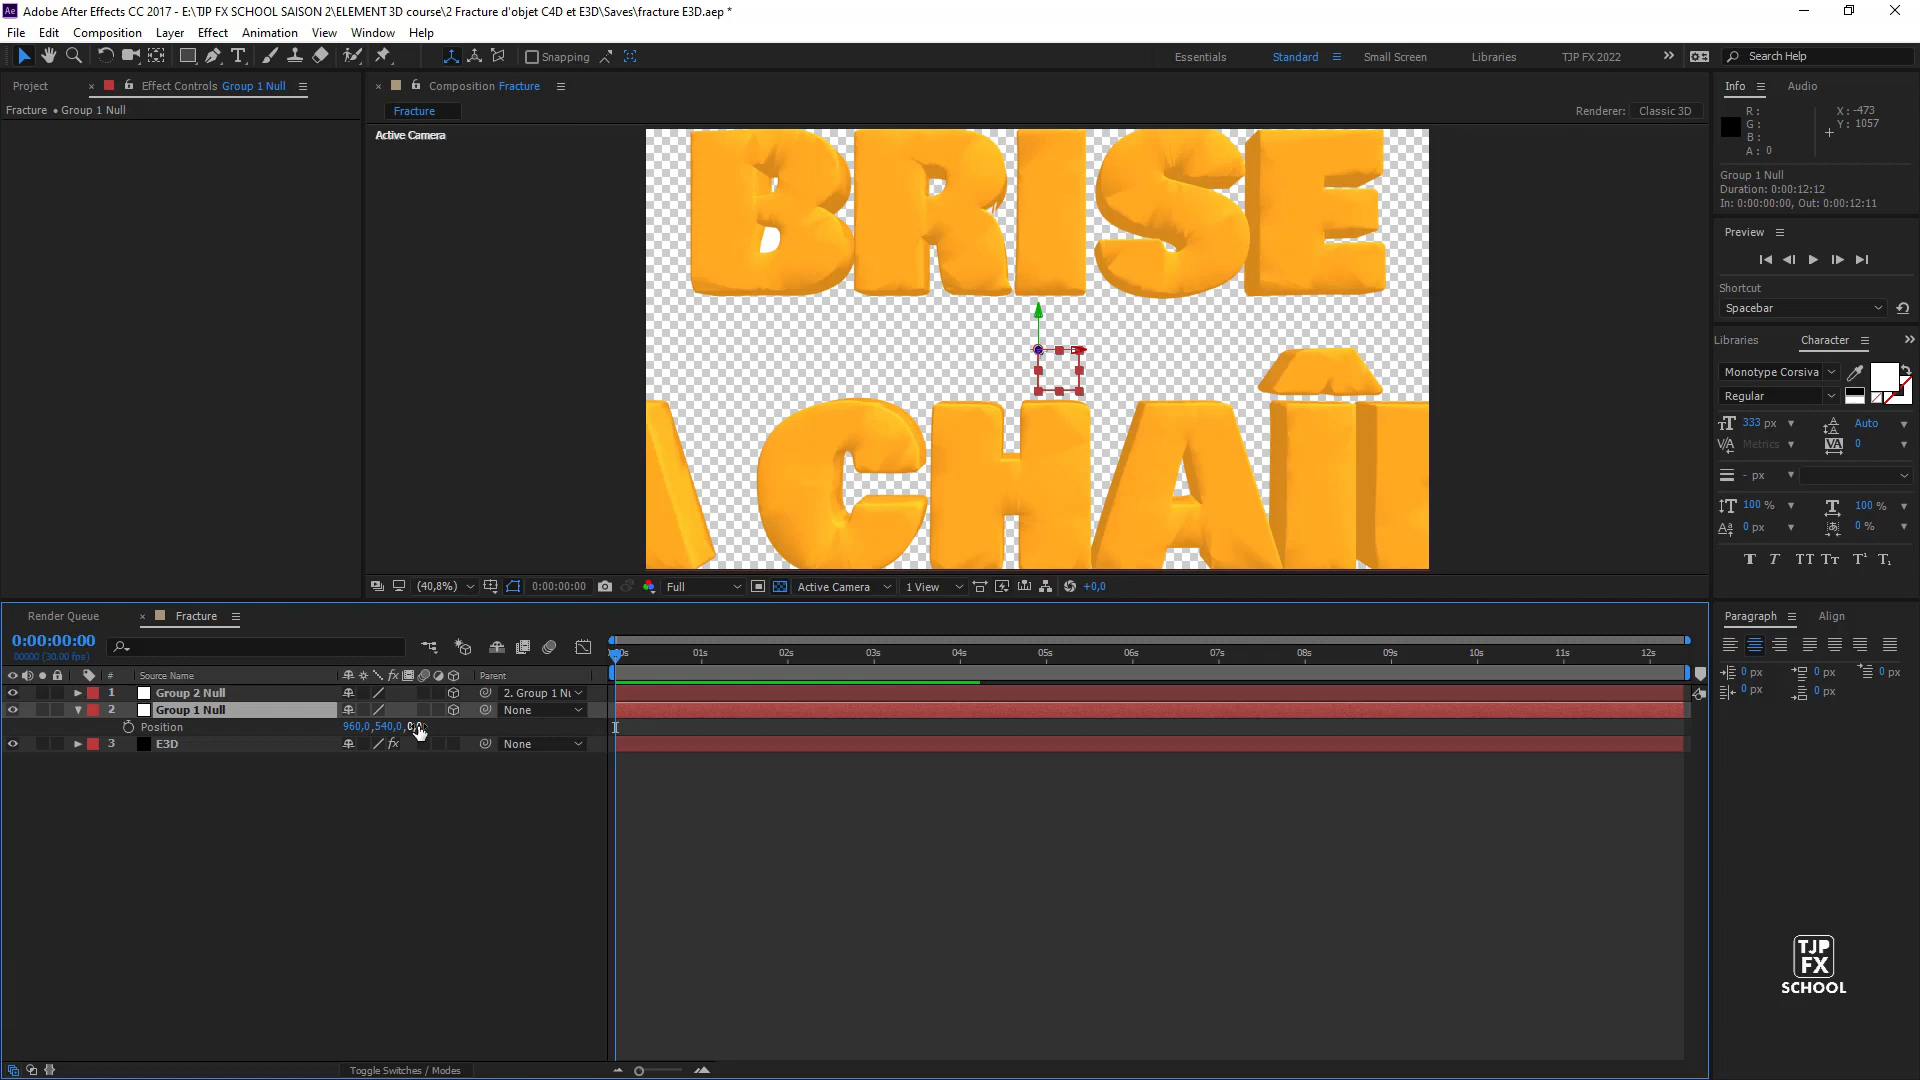 Adobe After Effects CC 2017 - E:\TJP FX SCHOOL SAISON 2\ELEMENT 3D course\2 Fracture d'objet C4D et E3D\Saves\fracture E3D.aep *
File Edit Composition Layer Effect Animation View Window Help
Snapping Essentials Standard Small Screen Libraries TJP FX 2022 Search Help
Project Effect Controls Group 1 Null Composition Fracture Info Audio
Fracture • Group 1 Null Fracture Renderer: Classic 3D
Active Camera
R: X: -473
G: Y: 1057
B:
A: 0
Group 1 Null
Duration: 0:00:12:12
In: 0:00:00:00, Out: 0:00:12:11
Preview
Shortcut
Spacebar
Libraries Character
Monotype Corsiva
Regular
333 px Auto
Metrics 0
- px
100 % 100 %
0 px 0 %
T T TT Tт T¹ T₁
BRISE
A CHAÎ
(40,8%) 0:00:00:00 Full Active Camera 1 View +0,0
Render Queue Fracture
0:00:00:00
00000 (30,00 fps)
01s 02s 03s 04s 05s 06s 07s 08s 09s 10s 11s 12s
# Source Name fx Parent
1 Group 2 Null 2. Group 1 Nu
2 Group 1 Null None
Position 960,0,540,0,0,0
3 E3D fx None
Toggle Switches / Modes
Paragraph Align
0 px 0 px 0 px
0 px 0 px
TJP
FX
SCHOOL